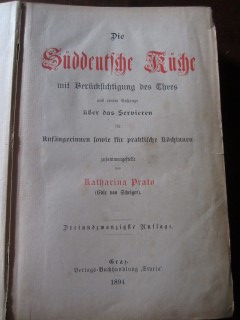 Die
Süddeutsche Küche
mit Berücksichtigung des Thees
und einem Anhange
über das Servieren
für
Anfängerinnen sowie für praktische Köchinnen
zusammengestellt
von
Katharina Prato
(Edle von Scheiger).
Dreiundzwanzigste Auflage.
Graz.
Verlags-Buchhandlung „Styria“
1894